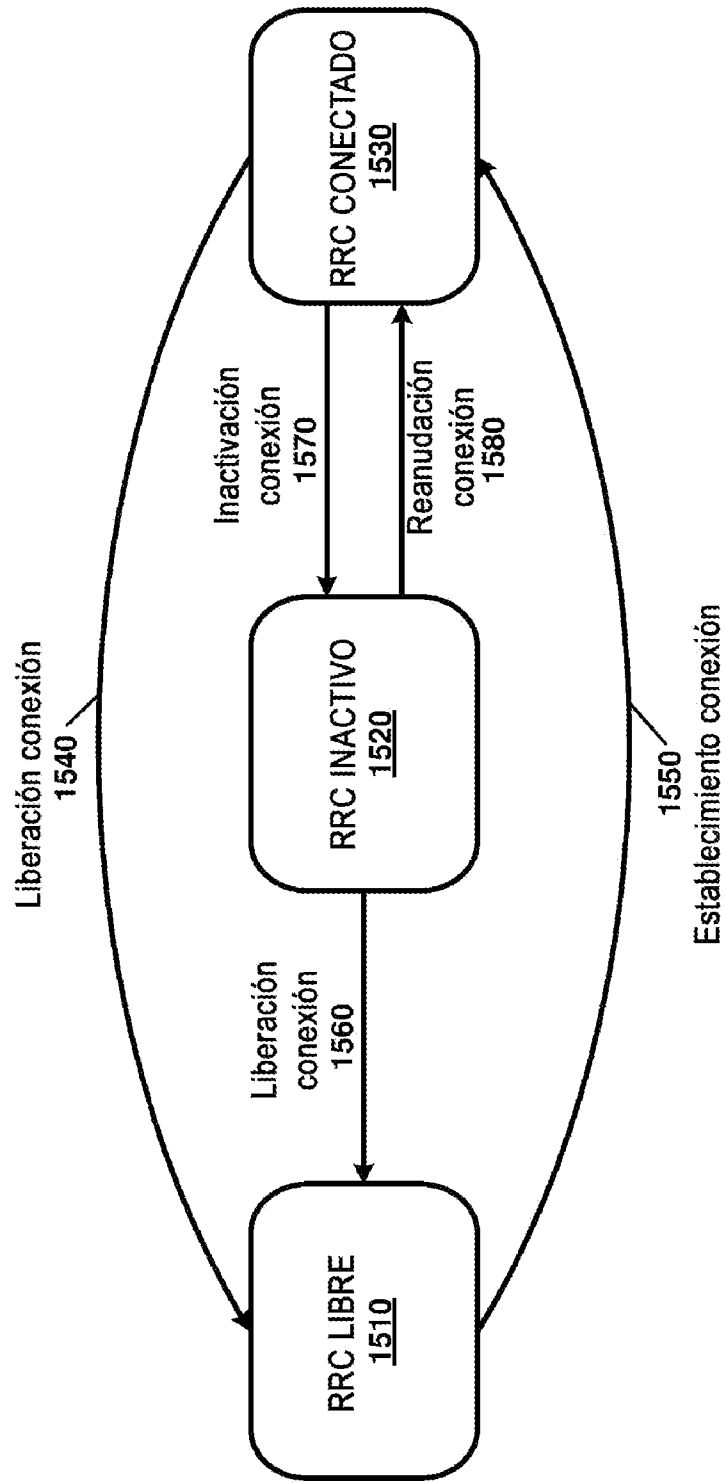 Liberación conexión
1540
RRC LIBRE
1510
Liberación
conexión
1560
RRC INACTIVO
1520
Inactivación
conexión
1570
Reanudación
conexión
1580
RRC CONECTADO
1530
1550
Establecimiento conexión